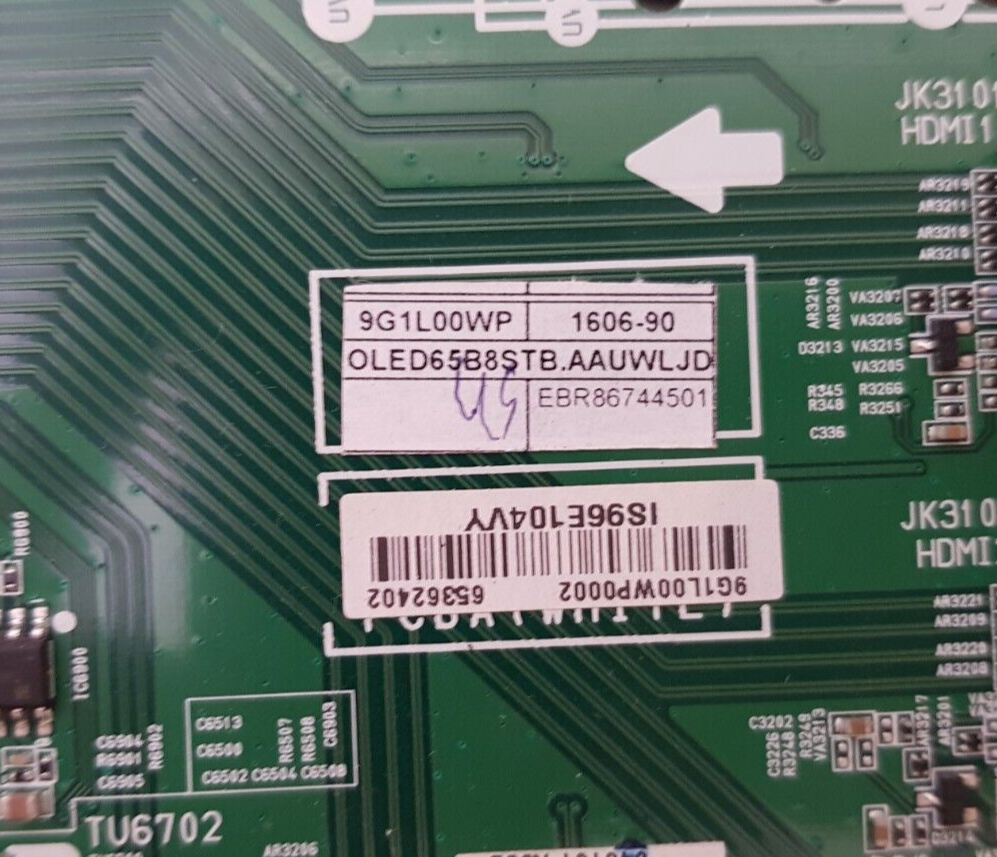 JK3101
HDMI1
AR3219
AR3211
AR3218
AR3210
AR3216
AR3200
VA3207
VA3206
D3213 VA3215
VA3205
R345 R3266
R348 R3251
C336
9G1L00WP 1606-90
OLED65B8STB.AAUWLJD
EBR86744501
IS96E104VY
9G1L00WP0002 65362402
JK310
HDMI
AR3221
AR3209
AR3220
AR3208
R6900
IC6900
C6904
R6901
C6905
R6902
C6513
C6500
C6502 C6504 C6508
R6507
R6508
C6903
C3202
C3226
R3248
R3249
VA3213
AR3217
AR3201
D3214
TU6702
AR3206